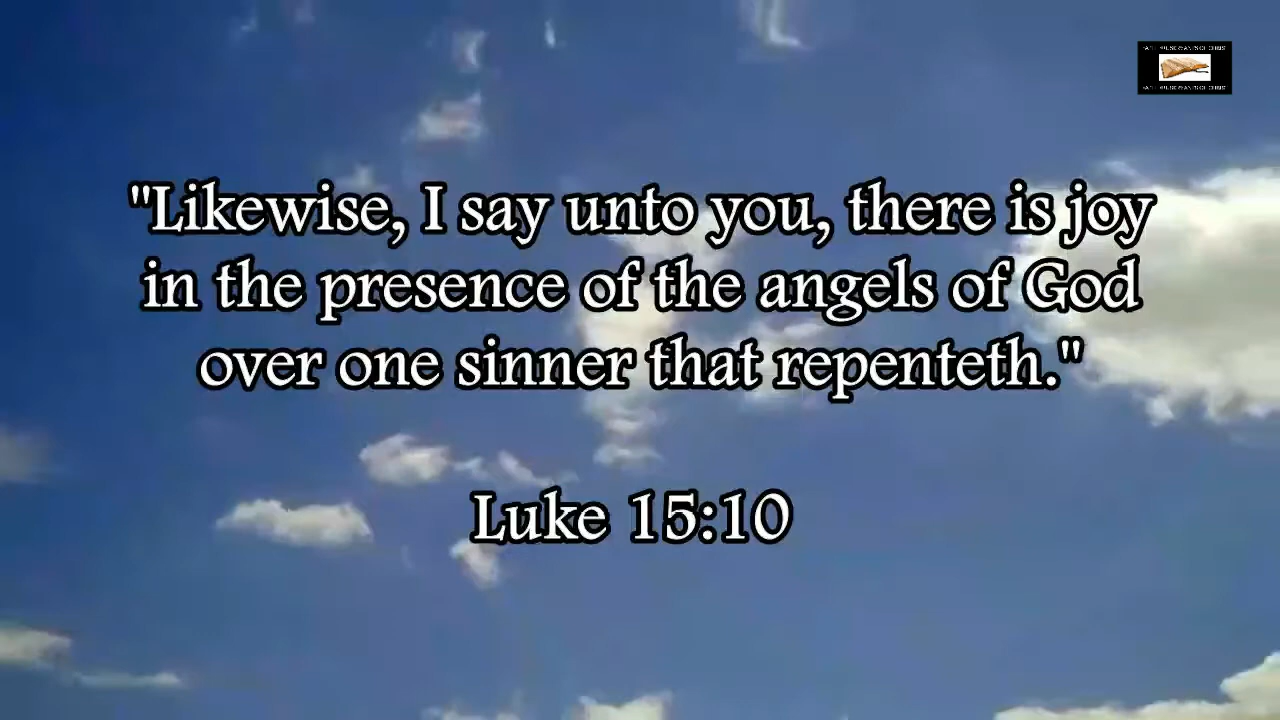 "Likewise, I say unto you, there is joy
in the presence of the angels of God
over one sinner that repenteth."
Luke 15:10